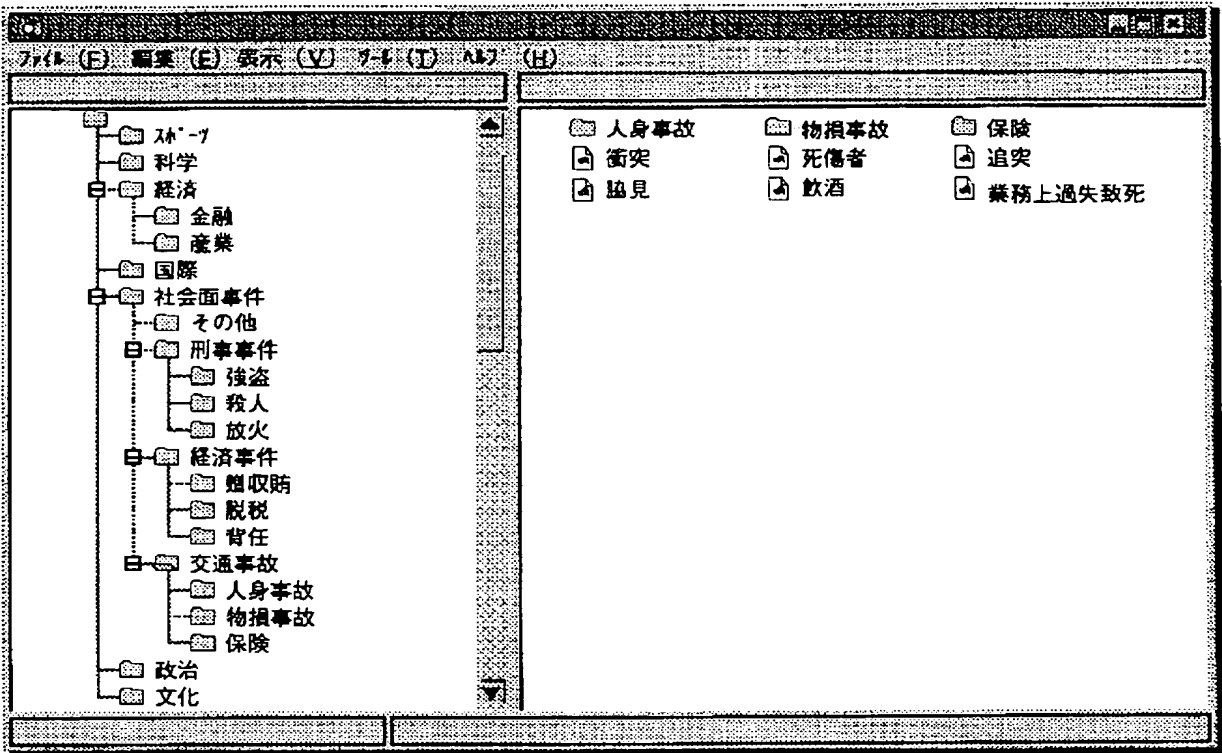 ファイル (F) 編集 (E) 表示 (V) ツール (T) ヘルプ (H)
スポーツ
科学
経済
金融
産業
国際
社会面事件
その他
刑事事件
強盗
殺人
放火
経済事件
贈収賄
脱税
背任
交通事故
人身事故
物損事故
保険
政治
文化
人身事故 物損事故 保険
衝突 死傷者 追突
脇見 飲酒 業務上過失致死